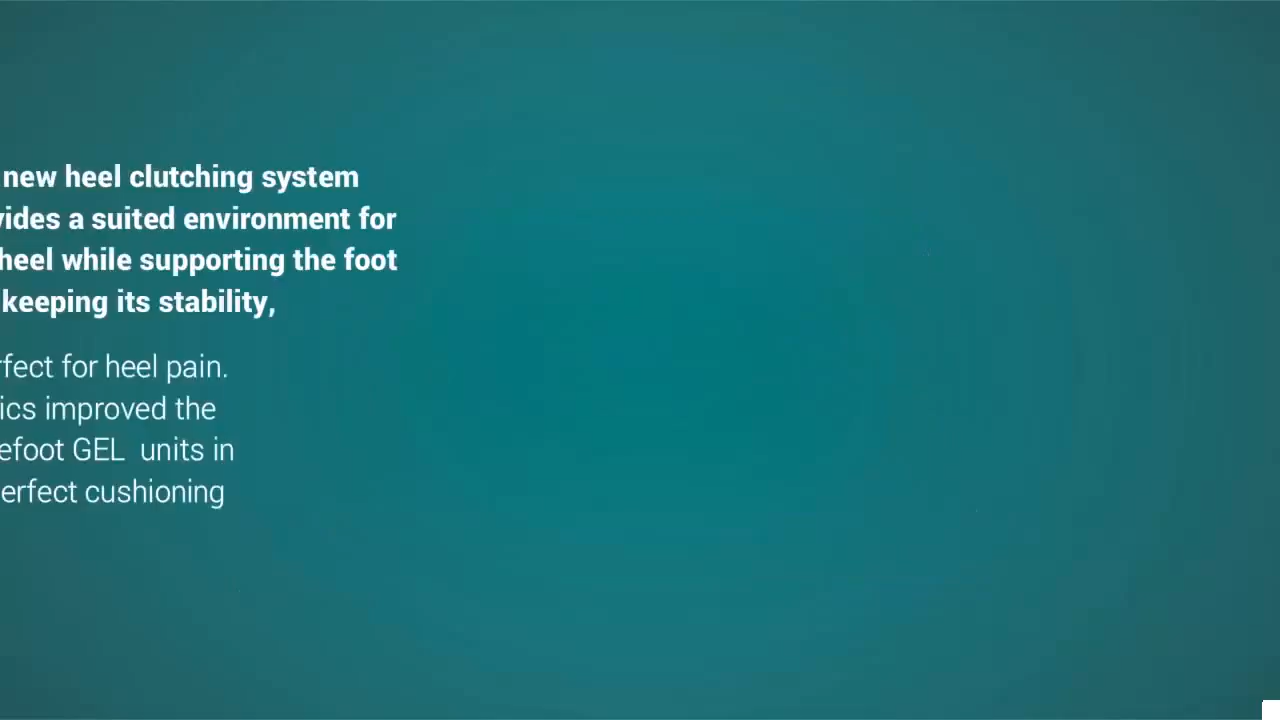 new heel clutching system
vides a suited environment for
heel while supporting the foot
keeping its stability,
rfect for heel pain.
ics improved the
efoot GEL units in
erfect cushioning